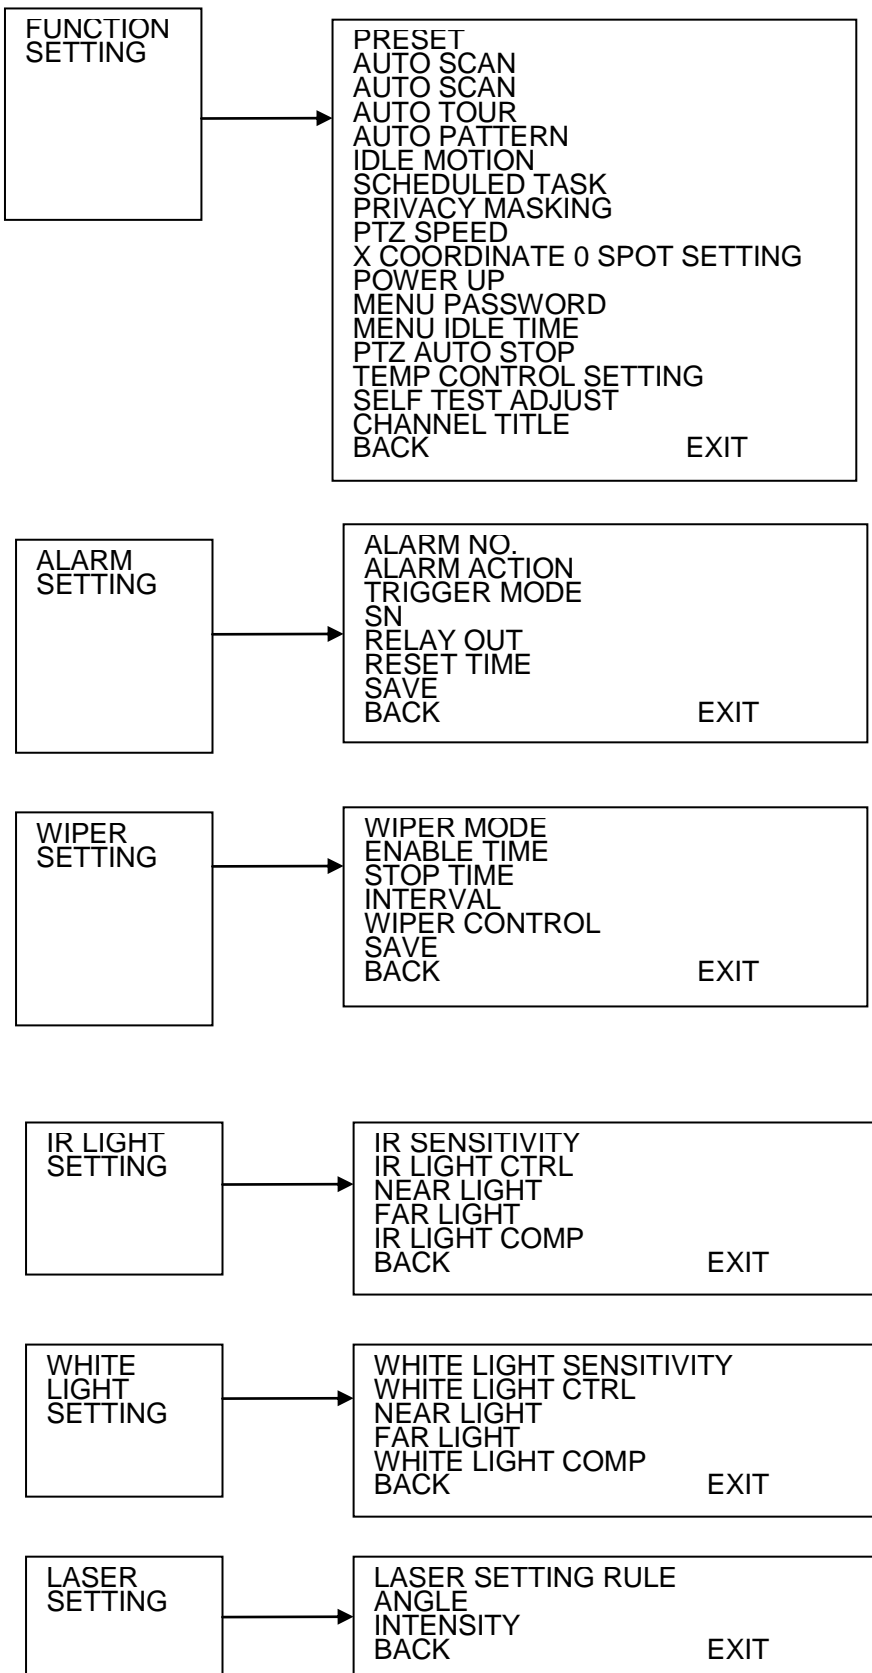 FUNCTION
SETTING
PRESET
AUTO SCAN
AUTO SCAN
AUTO TOUR
AUTO PATTERN
IDLE MOTION
SCHEDULED TASK
PRIVACY MASKING
PTZ SPEED
X COORDINATE 0 SPOT SETTING
POWER UP
MENU PASSWORD
MENU IDLE TIME
PTZ AUTO STOP
TEMP CONTROL SETTING
SELF TEST ADJUST
CHANNEL TITLE
BACK EXIT
ALARM
SETTING
ALARM NO.
ALARM ACTION
TRIGGER MODE
SN
RELAY OUT
RESET TIME
SAVE
BACK EXIT
WIPER
SETTING
WIPER MODE
ENABLE TIME
STOP TIME
INTERVAL
WIPER CONTROL
SAVE
BACK EXIT
IR LIGHT
SETTING
IR SENSITIVITY
IR LIGHT CTRL
NEAR LIGHT
FAR LIGHT
IR LIGHT COMP
BACK EXIT
WHITE
LIGHT
SETTING
WHITE LIGHT SENSITIVITY
WHITE LIGHT CTRL
NEAR LIGHT
FAR LIGHT
WHITE LIGHT COMP
BACK EXIT
LASER
SETTING
LASER SETTING RULE
ANGLE
INTENSITY
BACK EXIT